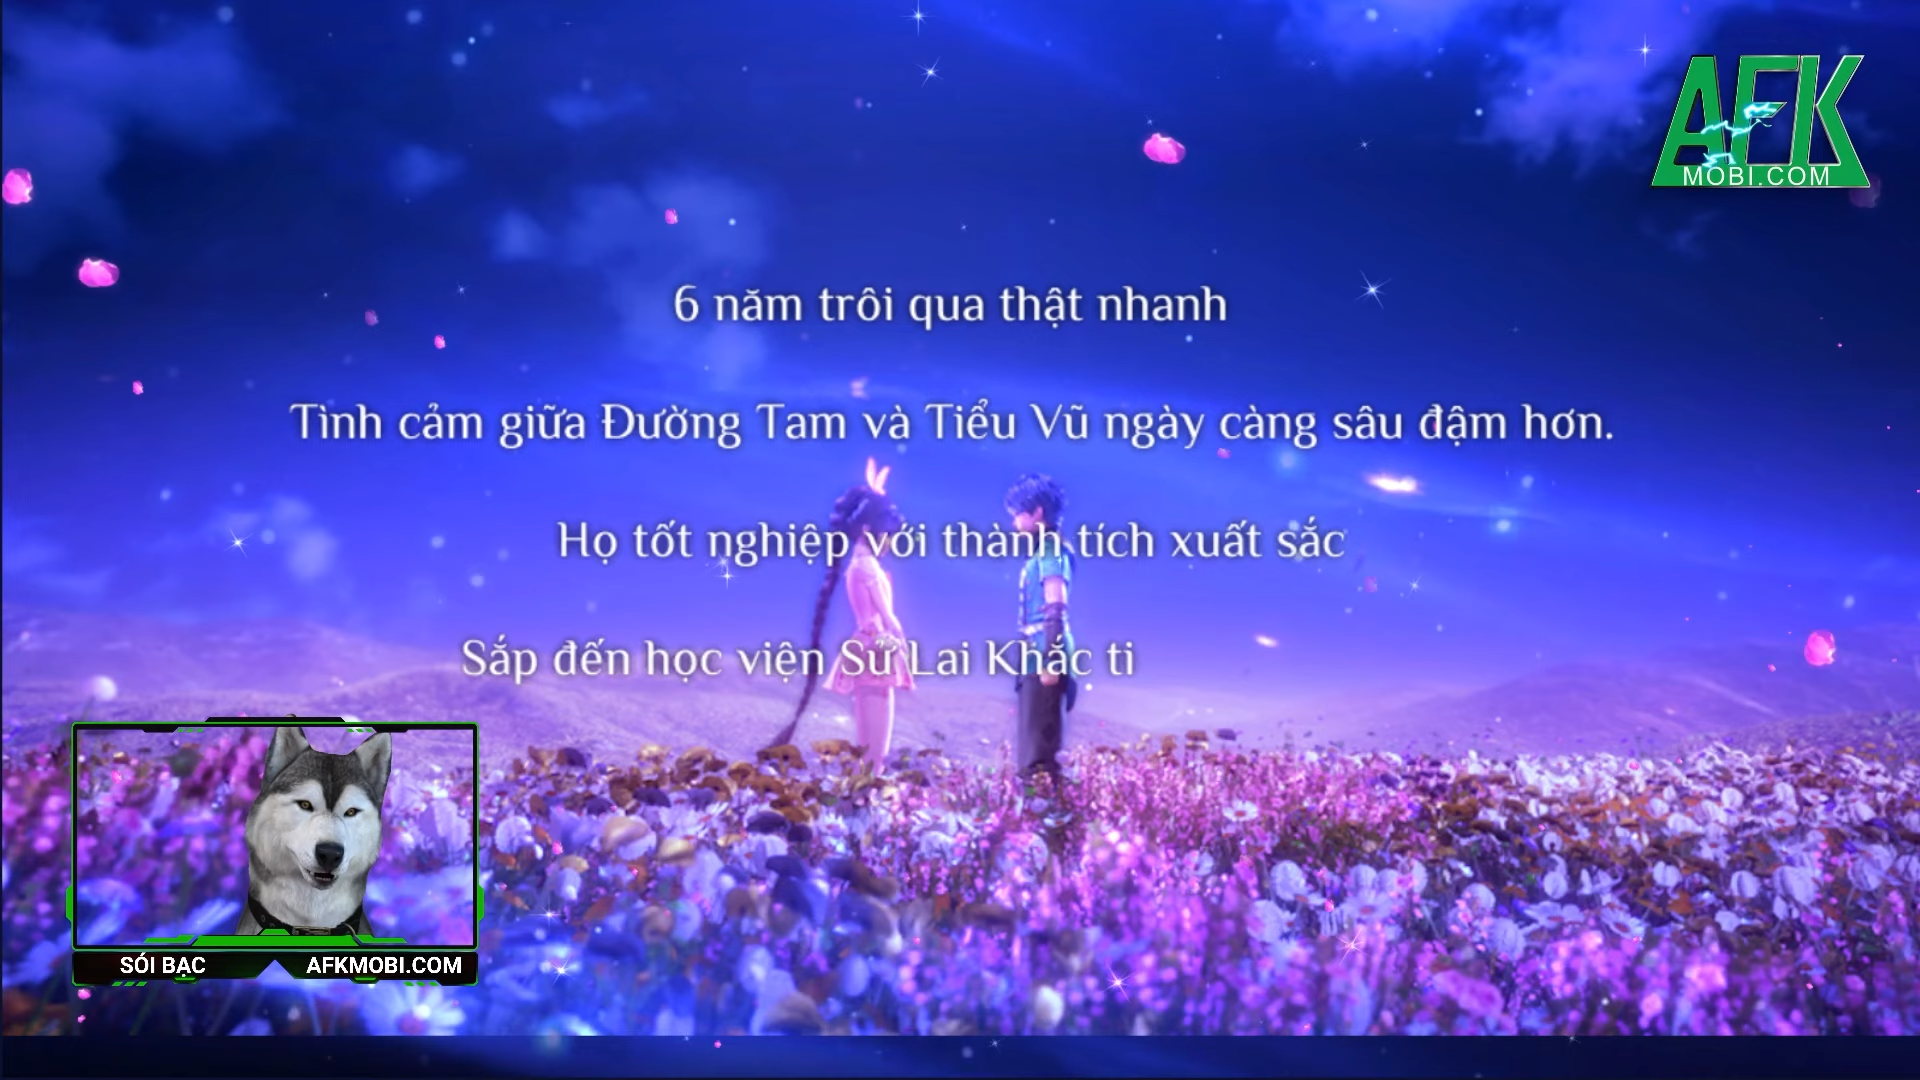 AFK
MOBI.COM
6 năm trôi qua thật nhanh
Tình cảm giữa Đường Tam và Tiểu Vũ ngày càng sâu đậm hơn.
Họ tốt nghiệp với thành tích xuất sắc
Sắp đến học viện Sử Lai Khắc ti
SÓI BẠC
AFKMOBI.COM